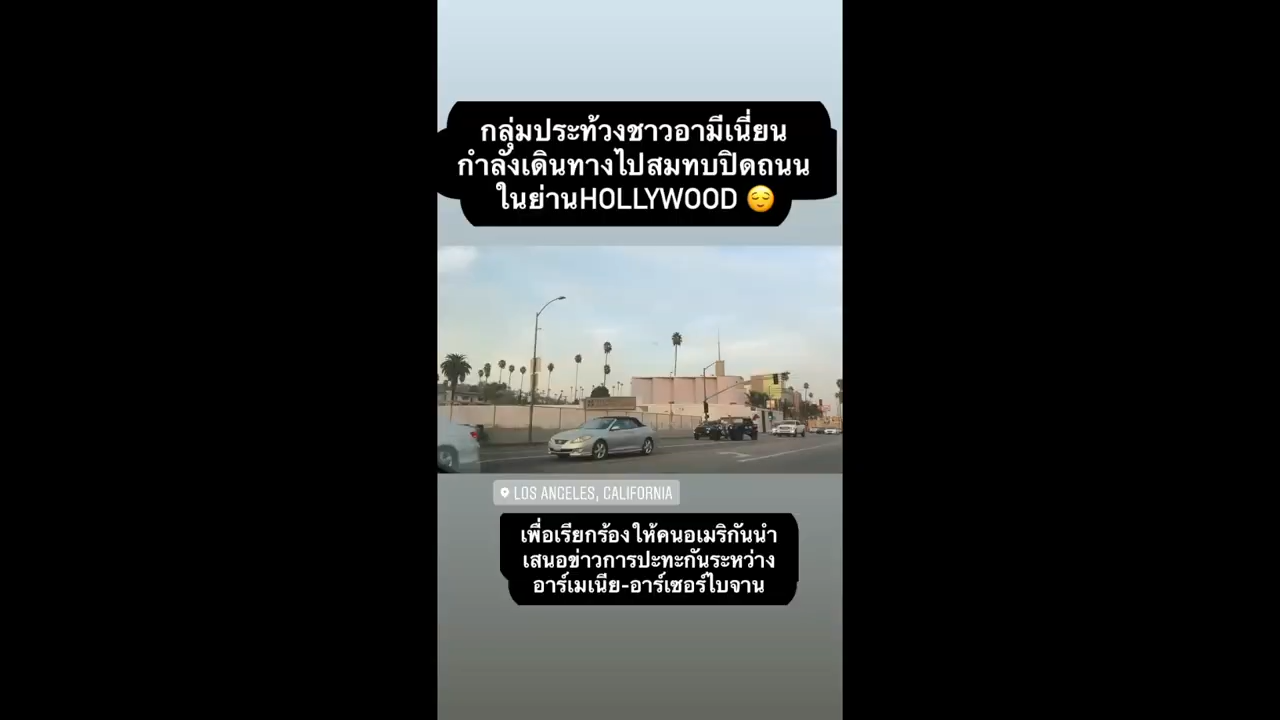 กลุ่มประท้วงชาวอามีเนี่ยน
กำลังเดินทางไปสมทบปิดถนน
ในย่านHOLLYWOOD 😌
LOS ANGELES, CALIFORNIA
เพื่อเรียกร้องให้คนอเมริกันนำ
เสนอข่าวการปะทะกันระหว่าง
อาร์เมเนีย-อาร์เซอร์ไบจาน